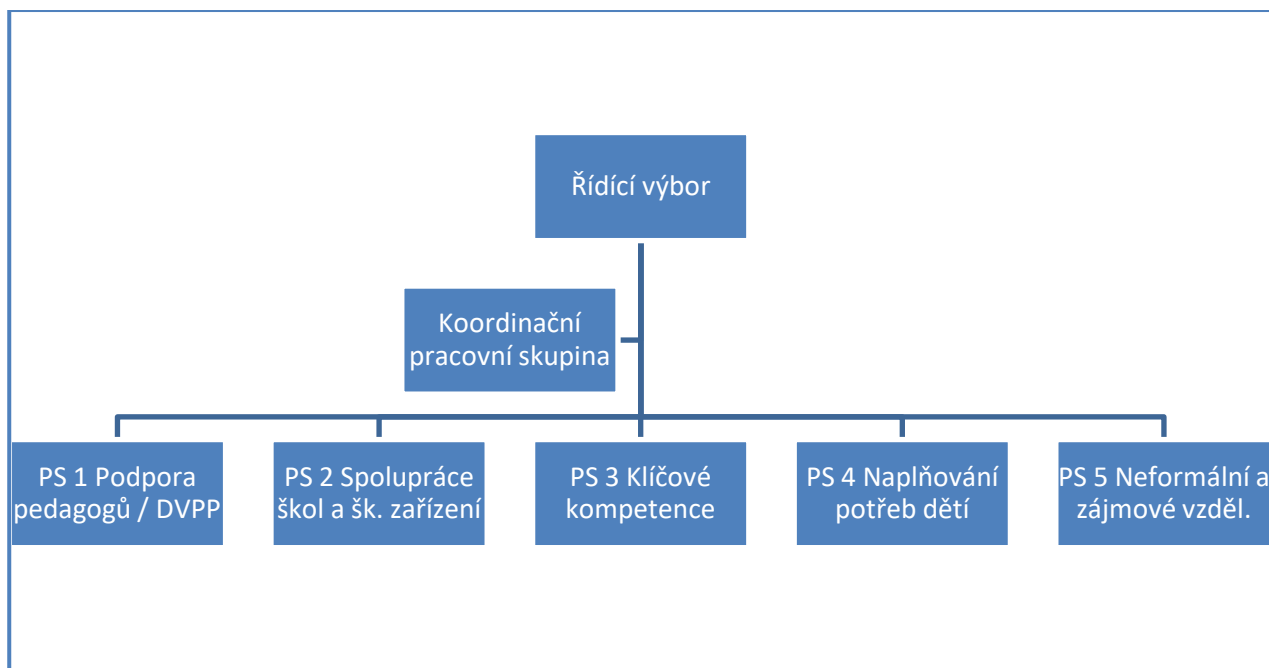 Řídící výbor
Koordinační
pracovní skupina
PS 1 Podpora
pedagogů / DVPP
PS 2 Spolupráce
škol a šk. zařízení
PS 3 Klíčové
kompetence
PS 4 Naplňování
potřeb dětí
PS 5 Neformální a
zájmové vzděl.